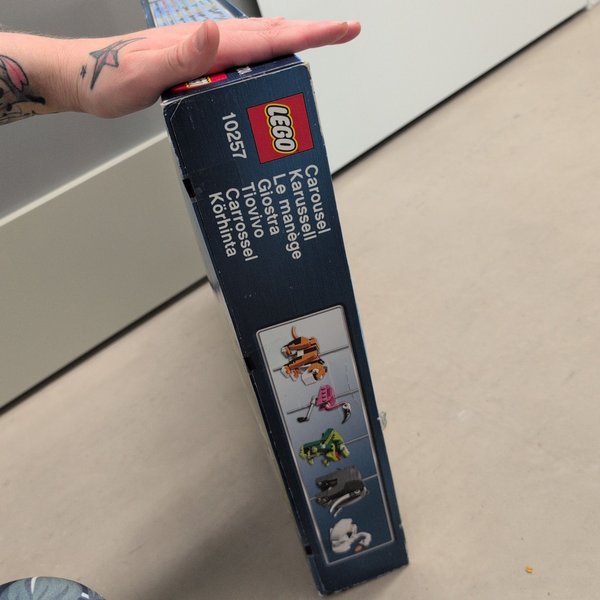 LEGO
10257
Carousel
Karussell
Le manège
Giostra
Tiovivo
Carrossel
Körhinta